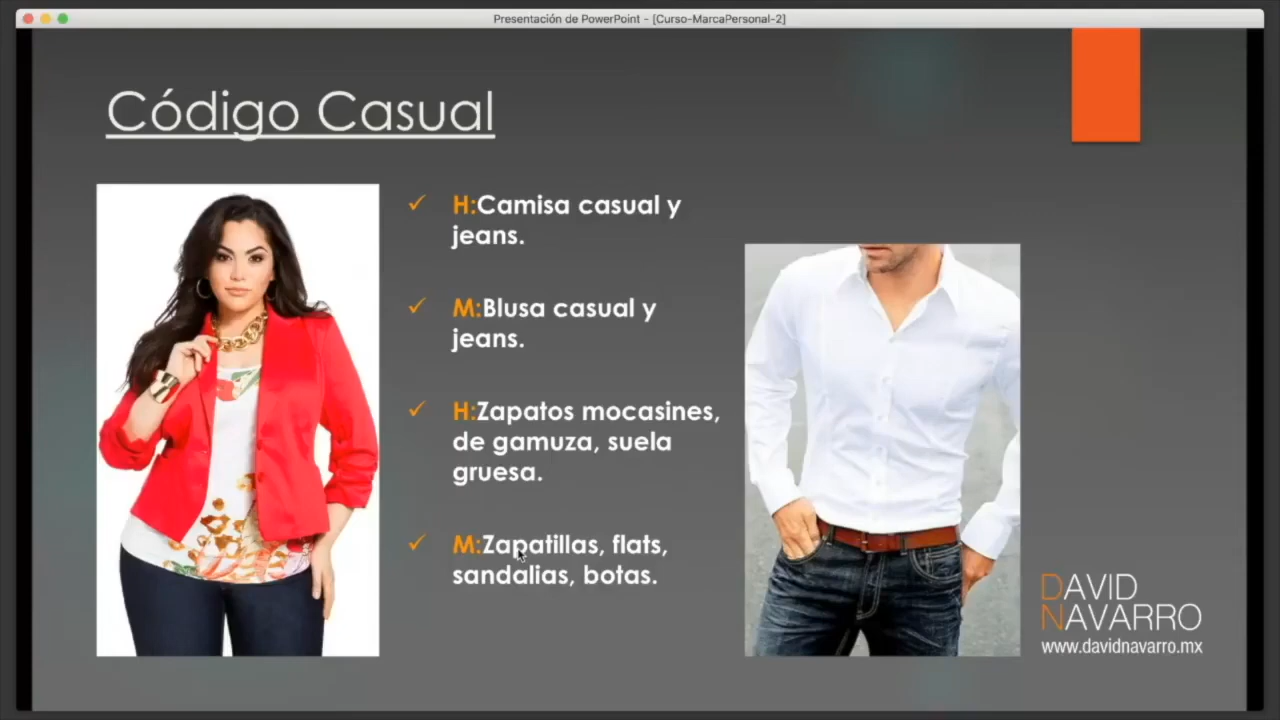 Presentación de PowerPoint - [Curso-MarcaPersonal-2]
Código Casual
H:Camisa casual y
jeans.
M:Blusa casual y
jeans.
H:Zapatos mocasines,
de gamuza, suela
gruesa.
M:Zapatillas, flats,
sandalias, botas.
DAVID
NAVARRO
www.davidnavarro.mx